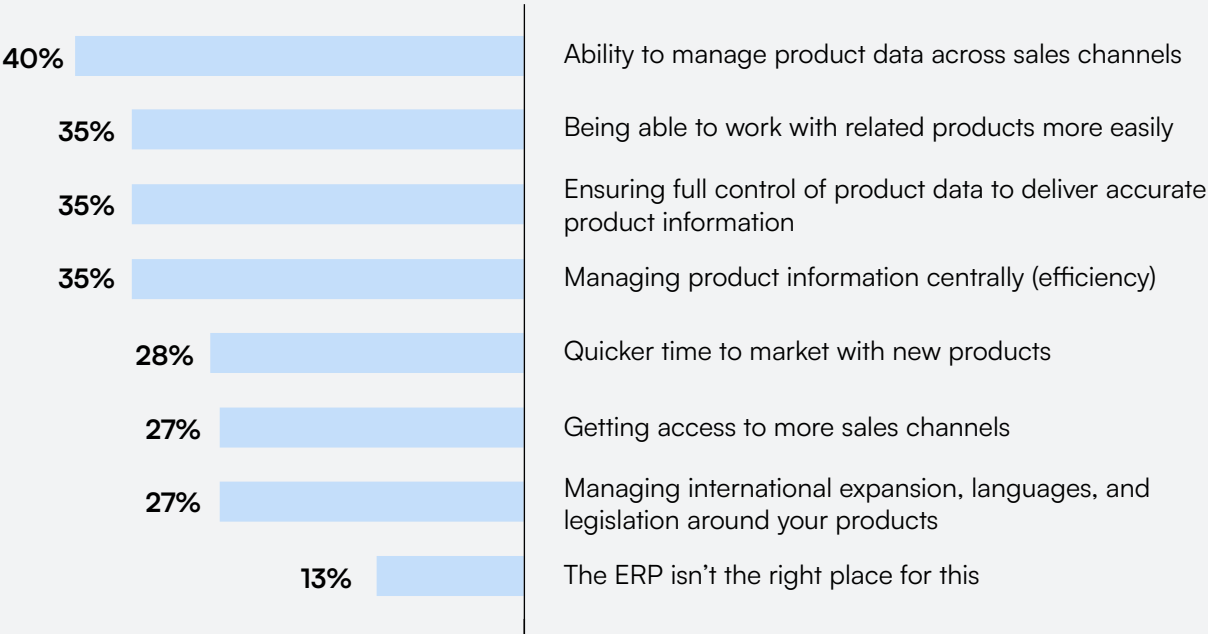 40%
Ability to manage product data across sales channels
35%
Being able to work with related products more easily
35%
Ensuring full control of product data to deliver accurate
product information
35%
Managing product information centrally (efficiency)
28%
Quicker time to market with new products
27%
Getting access to more sales channels
27%
Managing international expansion, languages, and
legislation around your products
13%
The ERP isn’t the right place for this